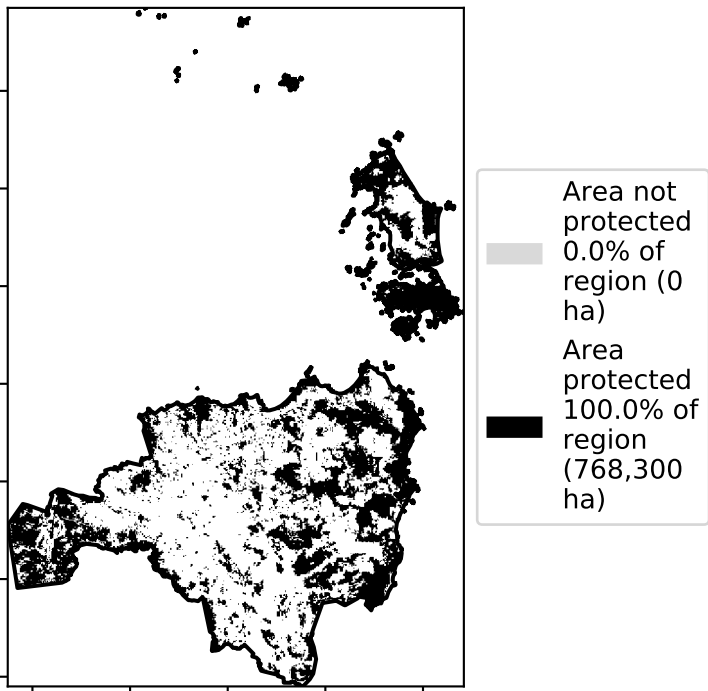 Area not
protected
0.0% of
region (0
ha)
Area
protected
100.0% of
region
(768,300
ha)